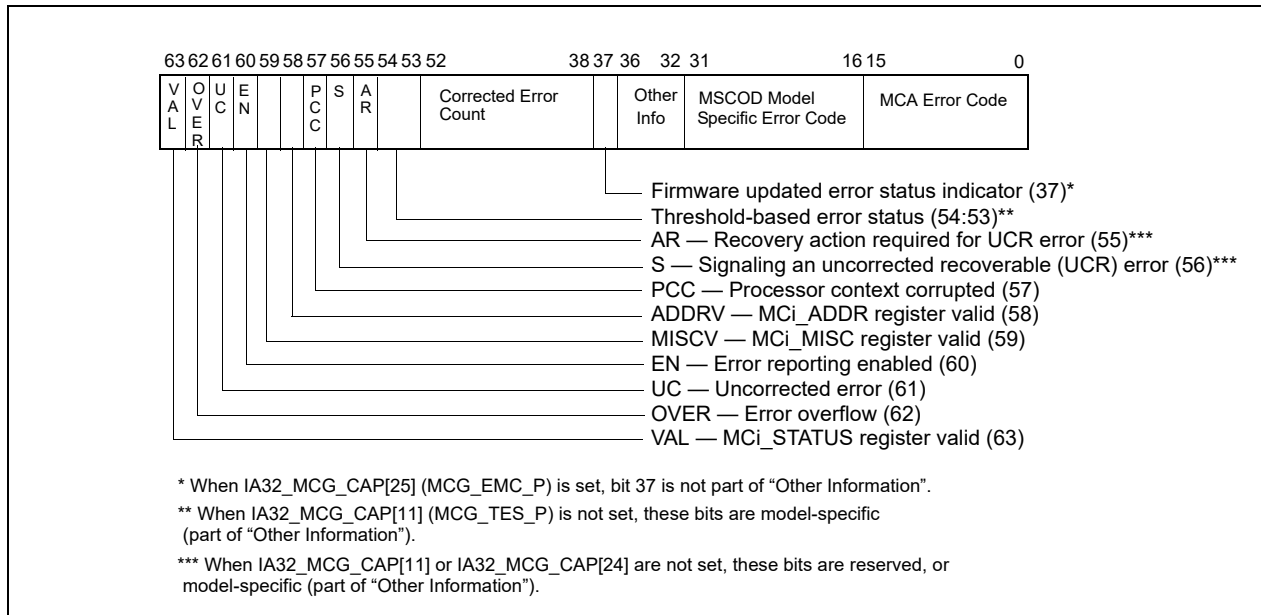 63 62 61 60 59 58 57 56 55 54 53 52 38 37 36 32 31 16 15 0
VAL
OVER
UC
EN
PCC
S
AR
Corrected Error
Count
Other
Info
MSCOD Model
Specific Error Code
MCA Error Code
Firmware updated error status indicator (37)*
Threshold-based error status (54:53)**
AR — Recovery action required for UCR error (55)***
S — Signaling an uncorrected recoverable (UCR) error (56)***
PCC — Processor context corrupted (57)
ADDRV — MCi_ADDR register valid (58)
MISCV — MCi_MISC register valid (59)
EN — Error reporting enabled (60)
UC — Uncorrected error (61)
OVER — Error overflow (62)
VAL — MCi_STATUS register valid (63)
* When IA32_MCG_CAP[25] (MCG_EMC_P) is set, bit 37 is not part of “Other Information”.
** When IA32_MCG_CAP[11] (MCG_TES_P) is not set, these bits are model-specific
(part of “Other Information”).
*** When IA32_MCG_CAP[11] or IA32_MCG_CAP[24] are not set, these bits are reserved, or
model-specific (part of “Other Information”).